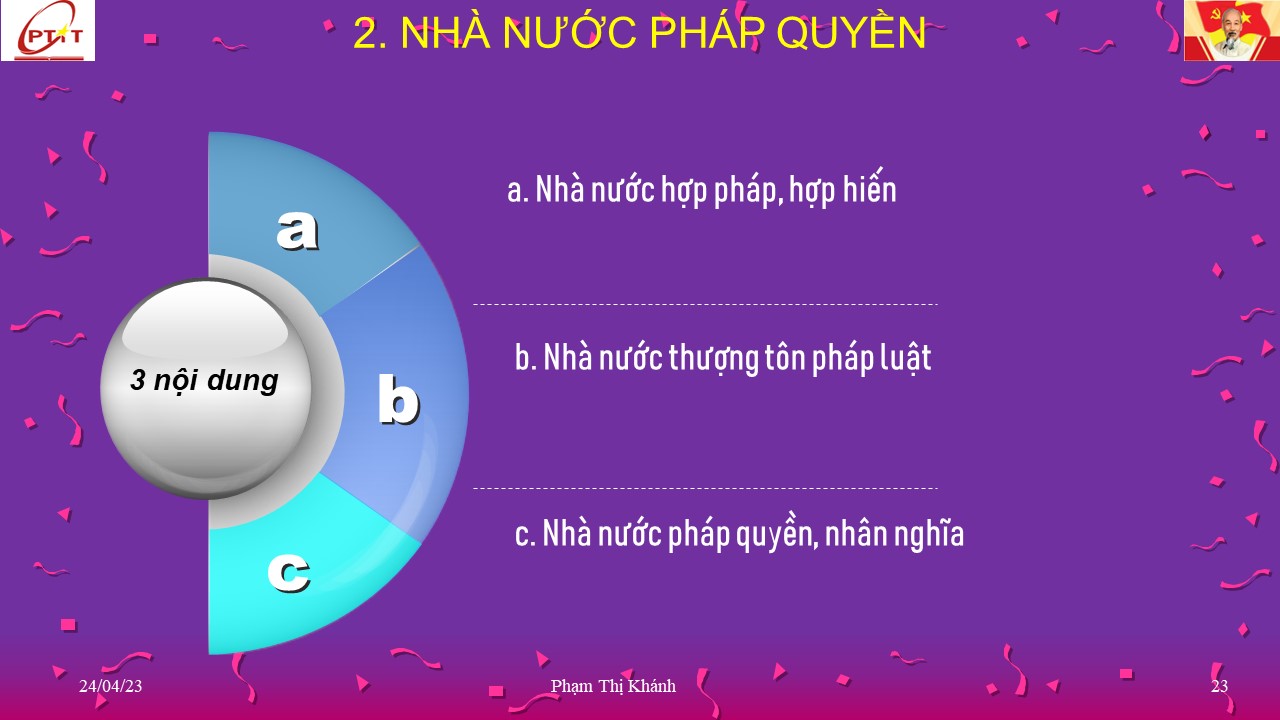 PTiT
2. NHÀ NƯỚC PHÁP QUYỀN
a
a. Nhà nước hợp pháp, hợp hiến
3 nội dung
b
b. Nhà nước thượng tôn pháp luật
c
c. Nhà nước pháp quyền, nhân nghĩa
24/04/23
Phạm Thị Khánh
23